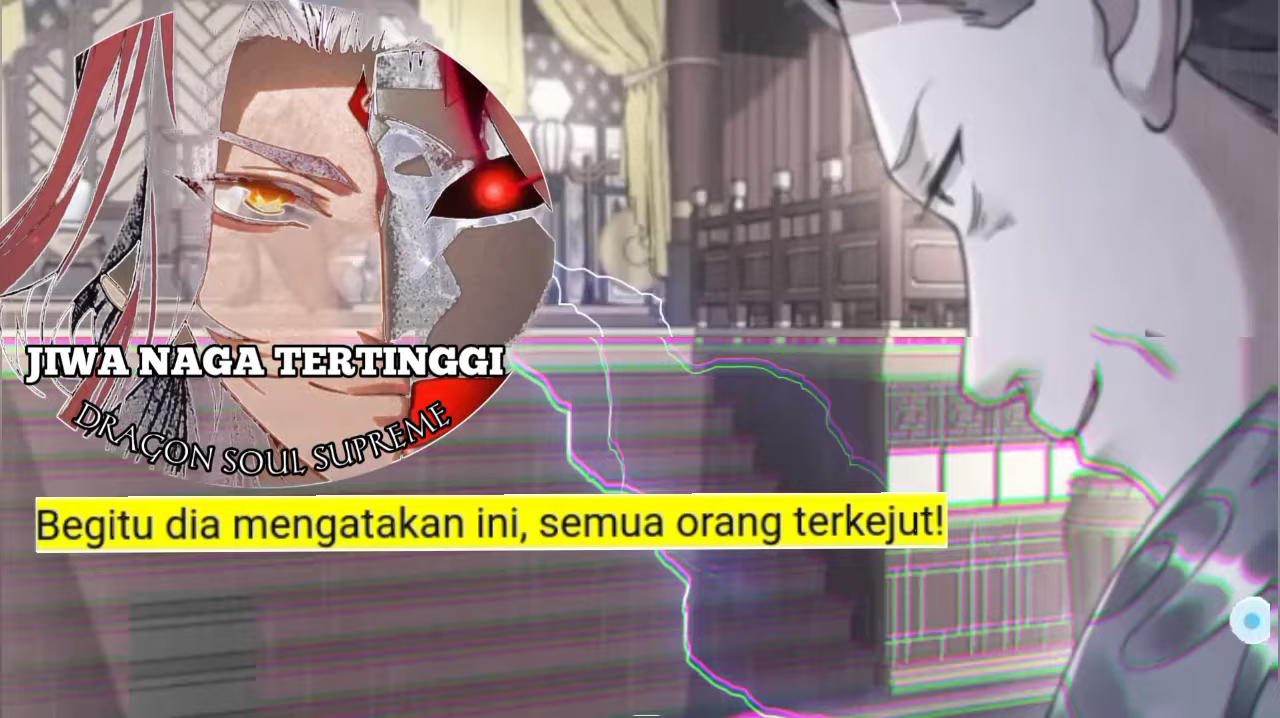 JIWA NAGA TERTINGGI
DRAGON SOUL SUPREME
Begitu dia mengatakan ini, semua orang terkejut!